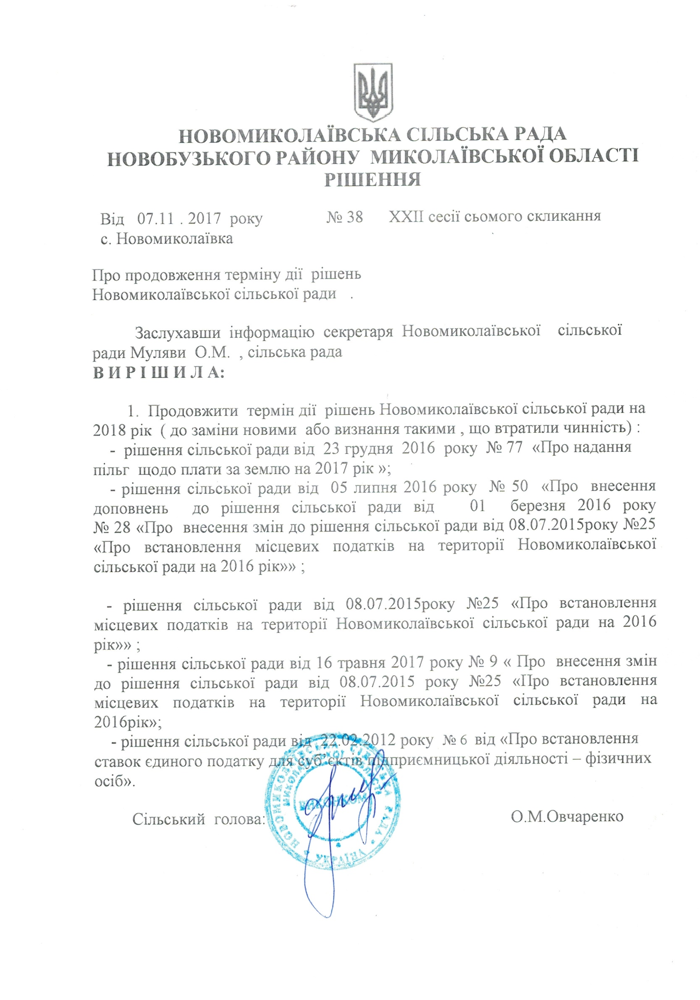 НОВОМИКОЛАЇВСЬКА СІЛЬСЬКА РАДА
НОВОБУЗЬКОГО РАЙОНУ МИКОЛАЇВСЬКОЇ ОБЛАСТІ
РІШЕННЯ
Від 07.11 . 2017 року № 38 XXII сесії сьомого скликання
с. Новомиколаївка
Про продовження терміну дії рішень
Новомиколаївської сільської ради .
Заслухавши інформацію секретаря Новомиколаївської сільської
ради Муляви О.М. , сільська рада
В И Р І Ш И Л А:
1. Продовжити термін дії рішень Новомиколаївської сільської ради на
2018 рік ( до заміни новими або визнання такими , що втратили чинність) :
- рішення сільської ради від 23 грудня 2016 року № 77 «Про надання
пільг щодо плати за землю на 2017 рік »;
- рішення сільської ради від 05 липня 2016 року № 50 «Про внесення
доповнень до рішення сільської ради від 01 березня 2016 року
№ 28 «Про внесення змін до рішення сільської ради від 08.07.2015року №25
«Про встановлення місцевих податків на території Новомиколаївської
сільської ради на 2016 рік»» ;
- рішення сільської ради від 08.07.2015року №25 «Про встановлення
місцевих податків на території Новомиколаївської сільської ради на 2016
рік»» ;
- рішення сільської ради від 16 травня 2017 року № 9 « Про внесення змін
до рішення сільської ради від 08.07.2015 року №25 «Про встановлення
місцевих податків на території Новомиколаївської сільської ради на
2016рік»;
- рішення сільської ради від 22.02.2012 року № 6 від «Про встановлення
ставок єдиного податку для суб’єктів підприємницької діяльності – фізичних
осіб».
Сільський голова: О.М.Овчаренко
НОВОМИКОЛАЇВСЬКА СІЛЬСЬКА РАДА • УКРАЇНА •
МИКОЛАЇВСЬКОЇ ОБЛАСТІ
ВИКОНКОМ